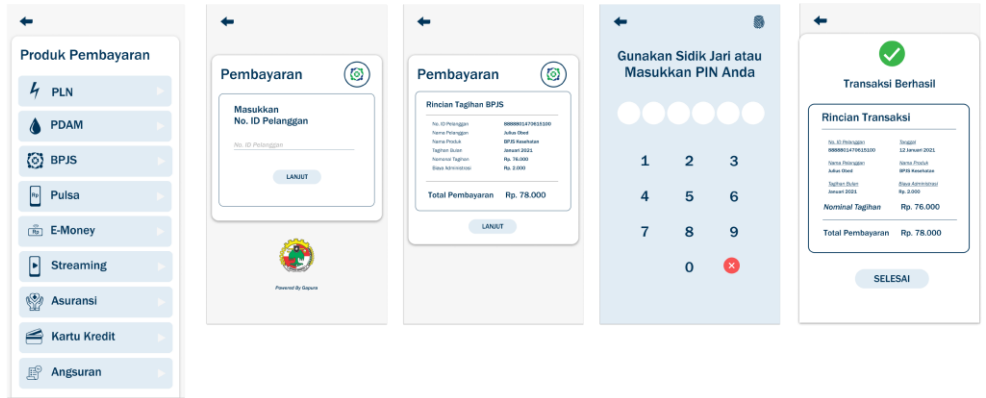 Produk Pembayaran
PLN
PDAM
BPJS
Rp Pulsa
Rp E-Money
Streaming
Asuransi
Kartu Kredit
Angsuran
Pembayaran
Masukkan
No. ID Pelanggan
No. ID Pelanggan
LANJUT
Powered By Gapura
Pembayaran
Rincian Tagihan BPJS
No. ID Pelanggan 8888801473615100
Nama Pelanggan Julius Obed
Nama Produk BPJS Kesehatan
Tagihan Bulan Januari 2021
Nominal Tagihan Rp. 76.000
Biaya Administrasi Rp. 2.000
Total Pembayaran Rp. 78.000
LANJUT
Gunakan Sidik Jari atau
Masukkan PIN Anda
1 2 3
4 5 6
7 8 9
0
Transaksi Berhasil
Rincian Transaksi
No. ID Pelanggan Tanggal
8888801473615100 12 Januari 2021
Nama Pelanggan Nama Produk
Julius Obed BPJS Kesehatan
Tagihan Bulan Biaya Administrasi
Januari 2021 Rp. 2.000
Nominal Tagihan Rp. 76.000
Total Pembayaran Rp. 78.000
SELESAI